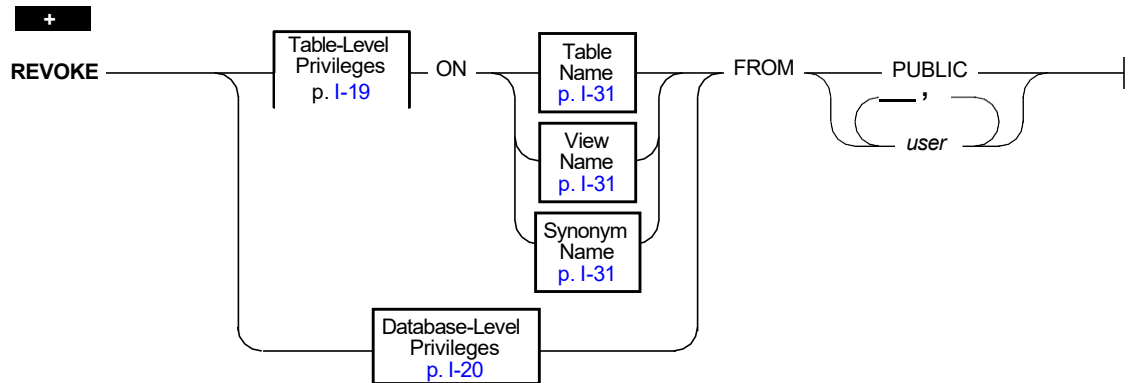 +
REVOKE
Table-Level
Privileges
p. I-19
ON
Table
Name
p. I-31
View
Name
p. I-31
Synonym
Name
p. I-31
FROM
PUBLIC
,
user
Database-Level
Privileges
p. I-20